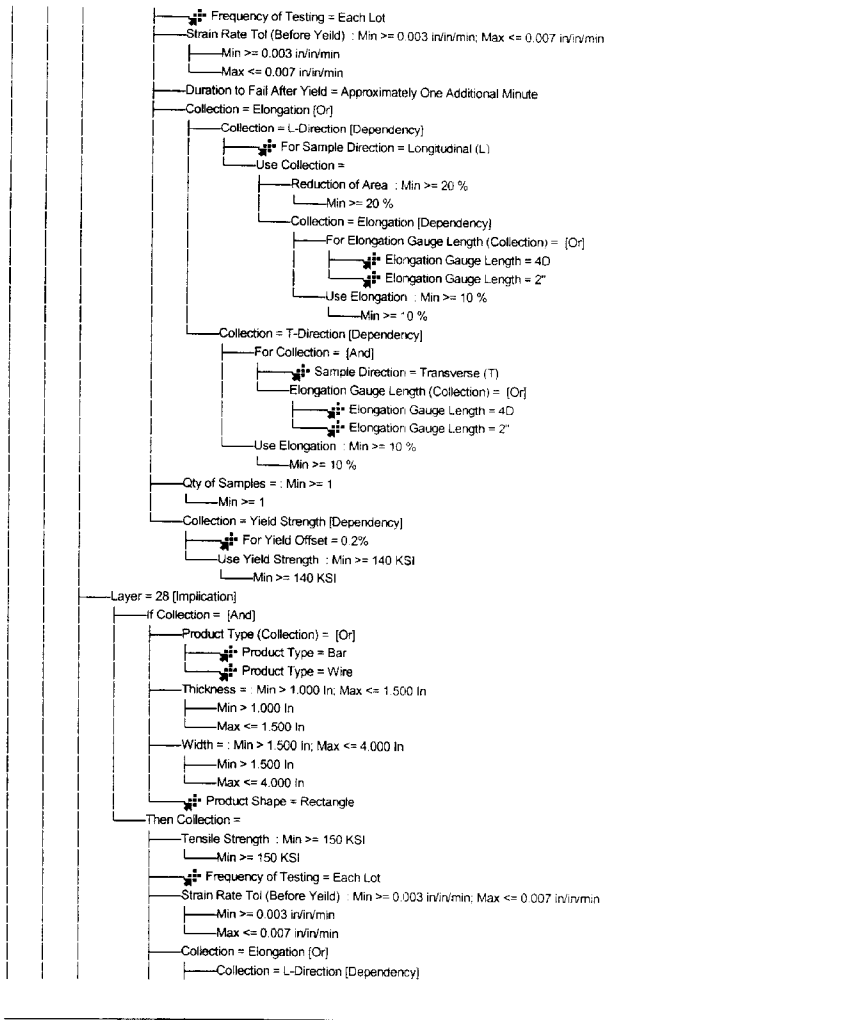 Frequency of Testing = Each Lot
Strain Rate Tol (Before Yeild) : Min >= 0.003 in/in/min; Max <= 0.007 in/in/min
Min >= 0.003 in/in/min
Max <= 0.007 in/in/min
Duration to Fail After Yield = Approximately One Additional Minute
Collection = Elongation [Or]
Collection = L-Direction [Dependency]
For Sample Direction = Longitudinal (L)
Use Collection =
Reduction of Area : Min >= 20 %
Min >= 20 %
Collection = Elongation [Dependency]
For Elongation Gauge Length (Collection) = [Or]
Elongation Gauge Length = 4D
Elongation Gauge Length = 2"
Use Elongation : Min >= 10 %
Min >= 10 %
Collection = T-Direction [Dependency]
For Collection = [And]
Sample Direction = Transverse (T)
Elongation Gauge Length (Collection) = [Or]
Elongation Gauge Length = 4D
Elongation Gauge Length = 2"
Use Elongation : Min >= 10 %
Min >= 10 %
Qty of Samples = : Min >= 1
Min >= 1
Collection = Yield Strength [Dependency]
For Yield Offset = 0.2%
Use Yield Strength : Min >= 140 KSI
Min >= 140 KSI
Layer = 28 [Implication]
If Collection = [And]
Product Type (Collection) = [Or]
Product Type = Bar
Product Type = Wire
Thickness = : Min > 1.000 In; Max <= 1.500 In
Min > 1.000 In
Max <= 1.500 In
Width = : Min > 1.500 In; Max <= 4.000 In
Min > 1.500 In
Max <= 4.000 In
Product Shape = Rectangle
Then Collection =
Tensile Strength : Min >= 150 KSI
Min >= 150 KSI
Frequency of Testing = Each Lot
Strain Rate Tol (Before Yeild) : Min >= 0.003 in/in/min; Max <= 0.007 in/in/min
Min >= 0.003 in/in/min
Max <= 0.007 in/in/min
Collection = Elongation [Or]
Collection = L-Direction [Dependency]